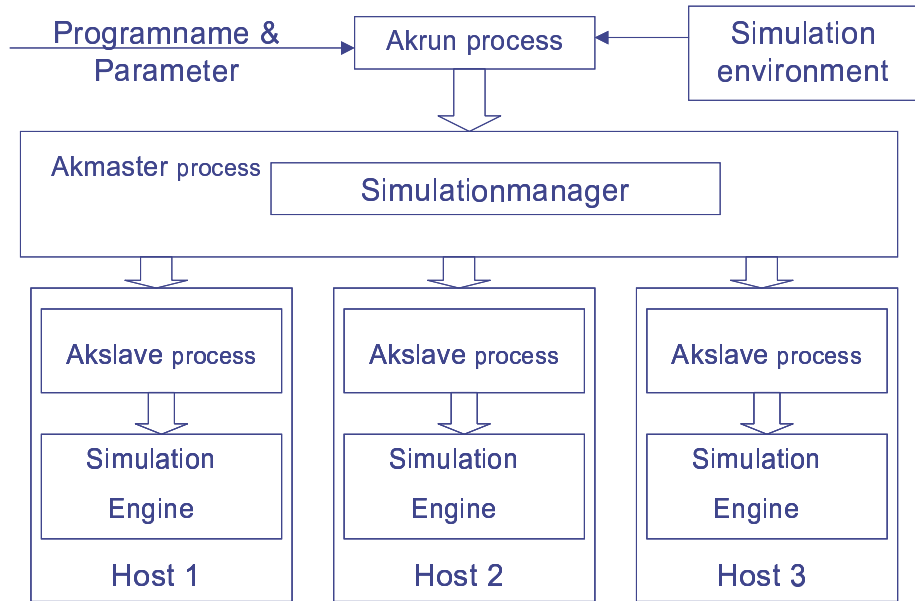 Programname &
Parameter
Akrun process
Simulation
environment
Akmaster process
Simulationmanager
Akslave process
Simulation
Engine
Host 1
Akslave process
Simulation
Engine
Host 2
Akslave process
Simulation
Engine
Host 3